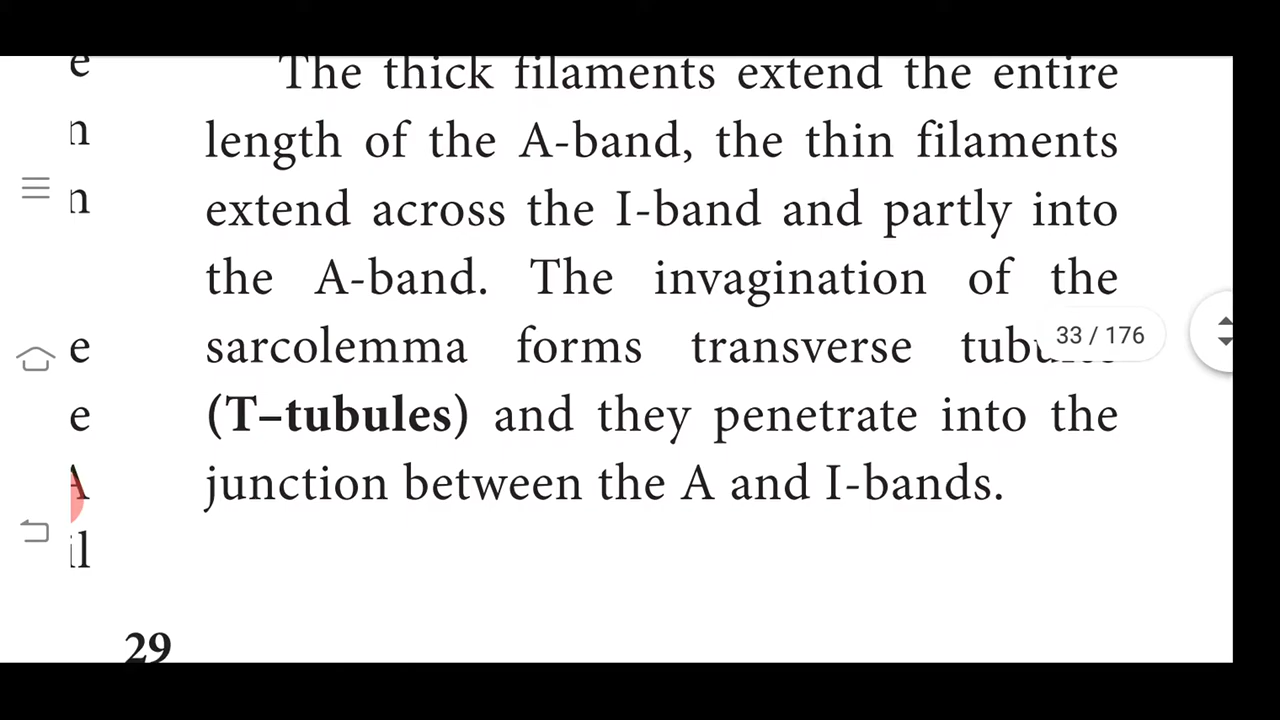 e
n
n
e
e
A
il
The thick filaments extend the entire
length of the A-band, the thin filaments
extend across the I-band and partly into
the A-band. The invagination of the
sarcolemma forms transverse
(T–tubules) and they penetrate into the
junction between the A and I-bands.
33 / 176
29